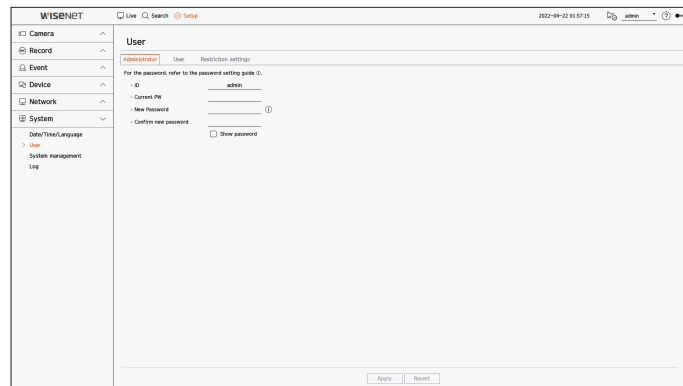 WISENET
Live Search Setup
2022-04-22 01:57:15
admin
Camera
Record
Event
Device
Network
System
Date/Time/Language
> User
System management
Log
User
Administrator User Restriction settings
For the password, refer to the password setting guide ⓘ.
• ID admin
• Current PW
• New Password
• Confirm new password
Show password
Apply Revert